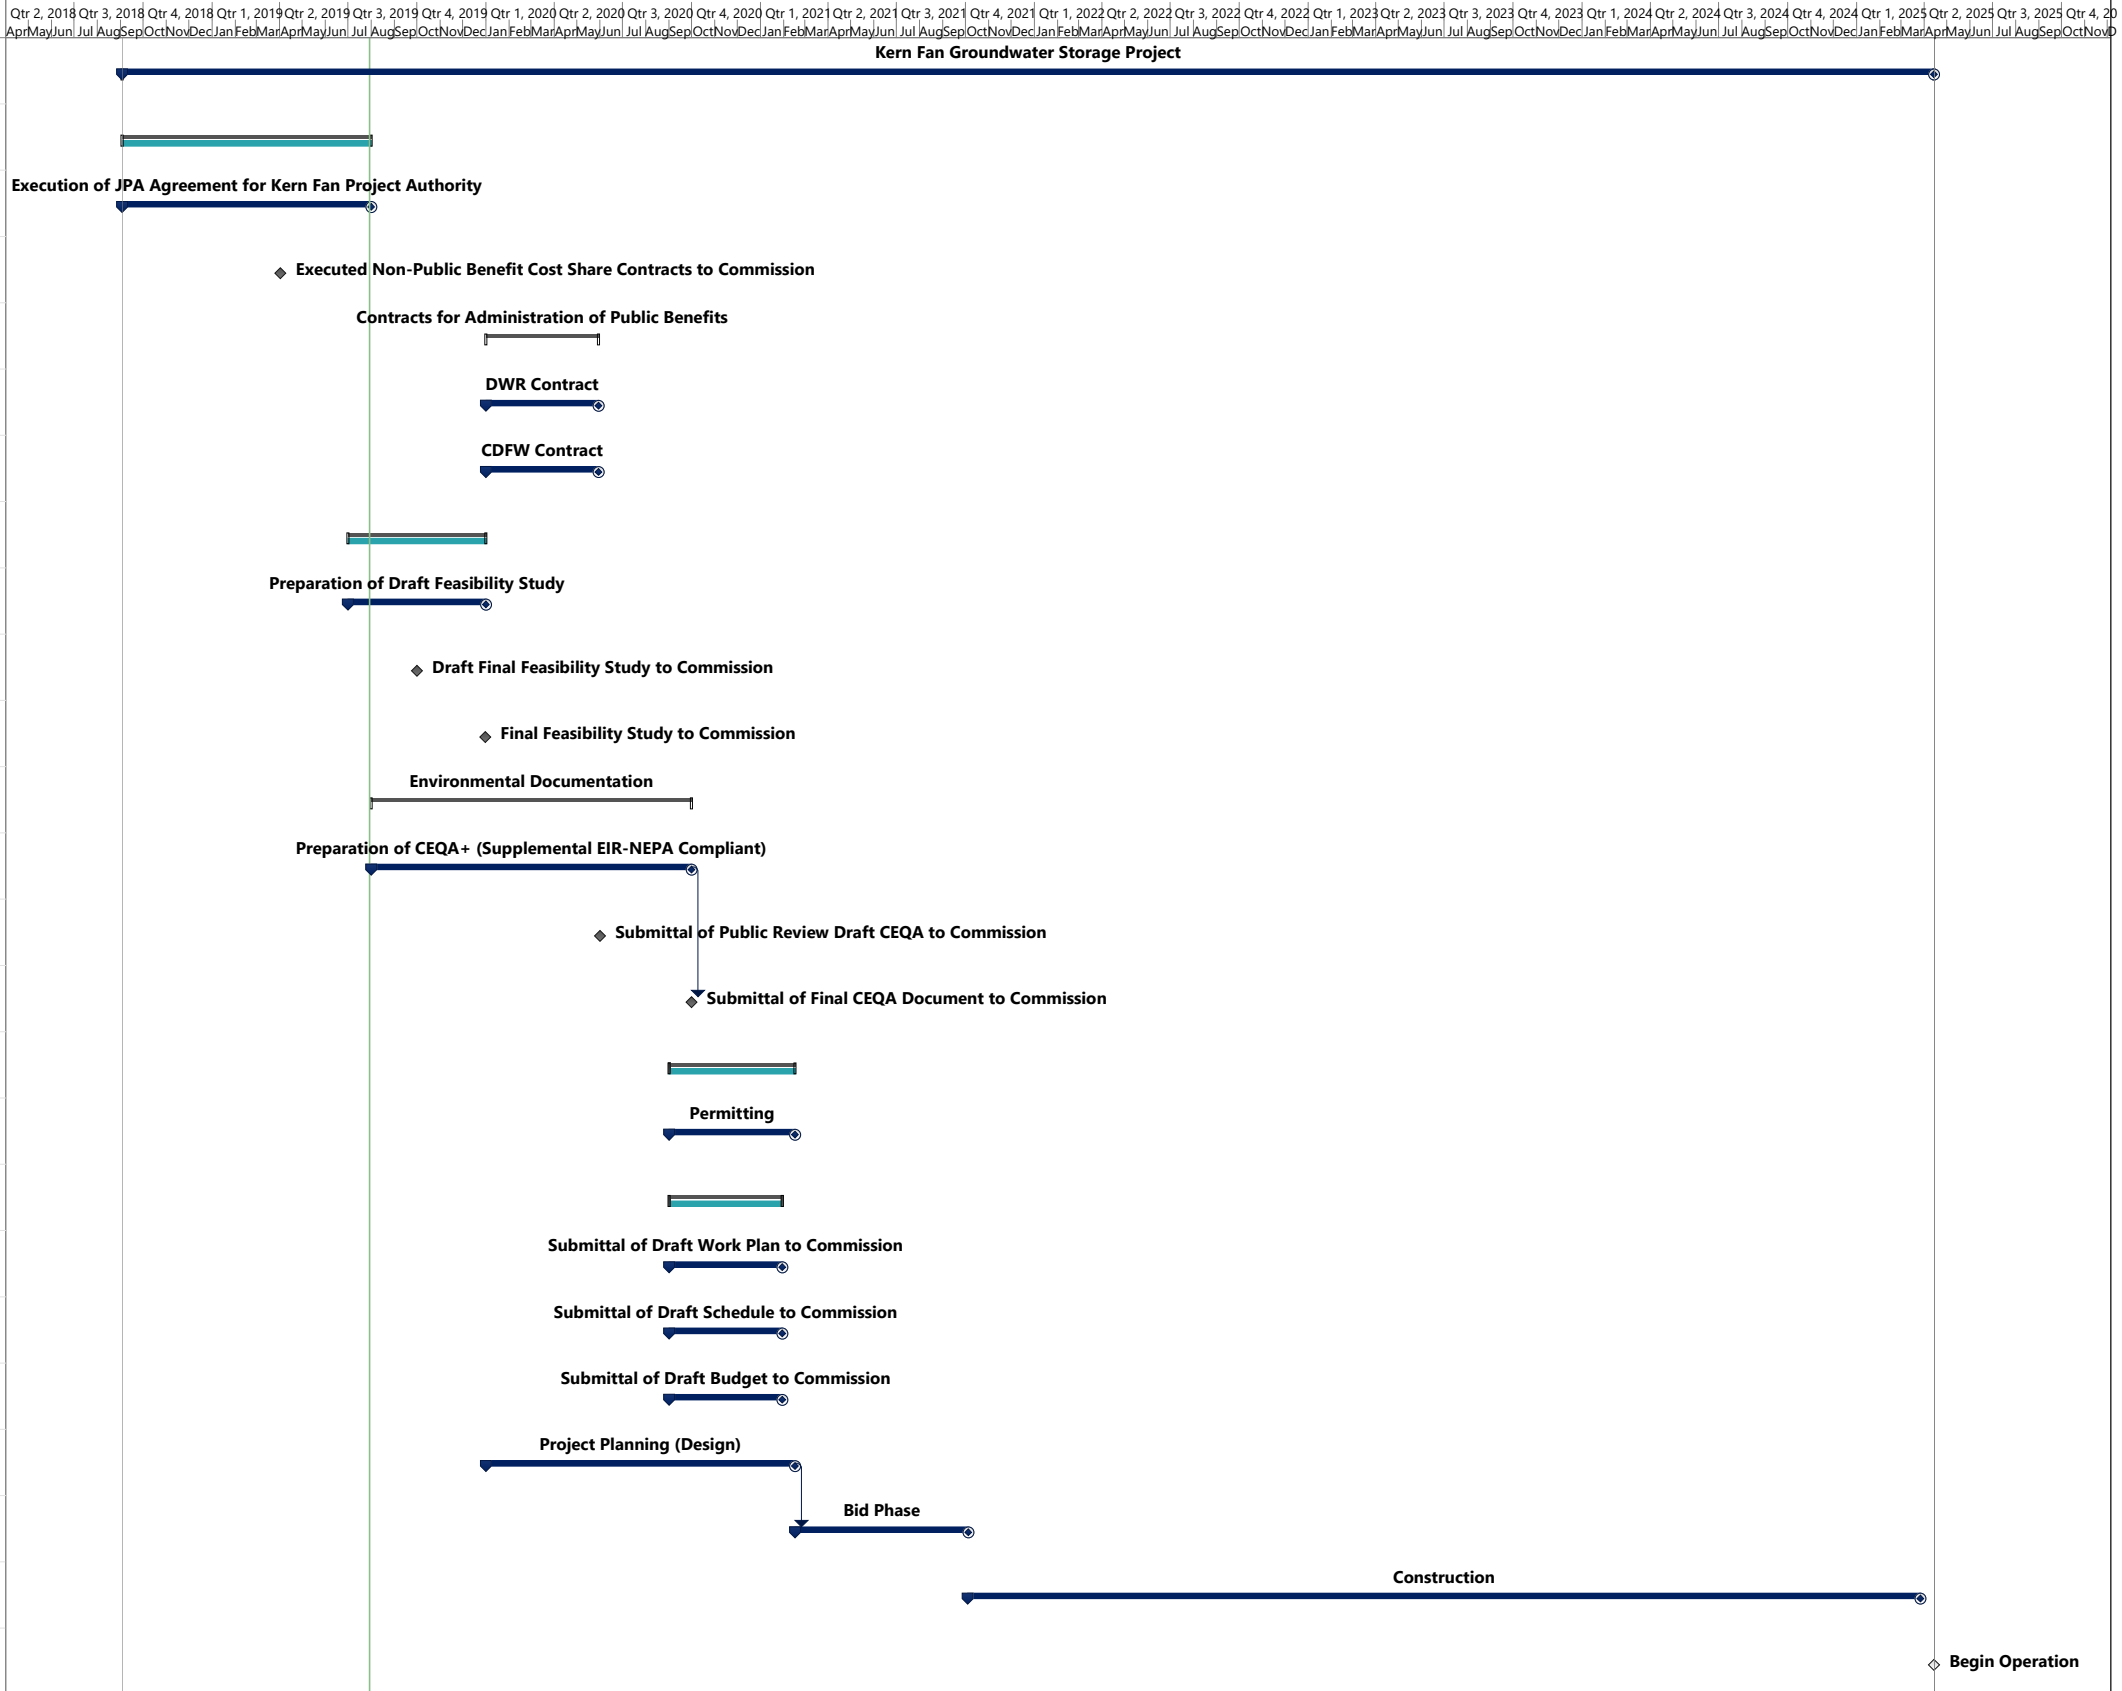 Qtr 2, 2018 Qtr 3, 2018 Qtr 4, 2018 Qtr 1, 2019 Qtr 2, 2019 Qtr 3, 2019 Qtr 4, 2019 Qtr 1, 2020 Qtr 2, 2020 Qtr 3, 2020 Qtr 4, 2020 Qtr 1, 2021 Qtr 2, 2021 Qtr 3, 2021 Qtr 4, 2021 Qtr 1, 2022 Qtr 2, 2022 Qtr 3, 2022 Qtr 4, 2022 Qtr 1, 2023 Qtr 2, 2023 Qtr 3, 2023 Qtr 4, 2023 Qtr 1, 2024 Qtr 2, 2024 Qtr 3, 2024 Qtr 4, 2024 Qtr 1, 2025 Qtr 2, 2025 Qtr 3, 2025 Qtr 4, 20
Apr May Jun Jul Aug Sep Oct Nov Dec Jan Feb Mar Apr May Jun Jul Aug Sep Oct Nov Dec Jan Feb Mar Apr May Jun Jul Aug Sep Oct Nov Dec Jan Feb Mar Apr May Jun Jul Aug Sep Oct Nov Dec Jan Feb Mar Apr May Jun Jul Aug Sep Oct Nov Dec Jan Feb Mar Apr May Jun Jul Aug Sep Oct Nov Dec Jan Feb Mar Apr May Jun Jul Aug Sep Oct Nov Dec Jan Feb Mar Apr May Jun Jul Aug Sep Oct Nov D
Kern Fan Groundwater Storage Project
Execution of JPA Agreement for Kern Fan Project Authority
Executed Non-Public Benefit Cost Share Contracts to Commission
Contracts for Administration of Public Benefits
DWR Contract
CDFW Contract
Preparation of Draft Feasibility Study
Draft Final Feasibility Study to Commission
Final Feasibility Study to Commission
Environmental Documentation
Preparation of CEQA+ (Supplemental EIR-NEPA Compliant)
Submittal of Public Review Draft CEQA to Commission
Submittal of Final CEQA Document to Commission
Permitting
Submittal of Draft Work Plan to Commission
Submittal of Draft Schedule to Commission
Submittal of Draft Budget to Commission
Project Planning (Design)
Bid Phase
Construction
Begin Operation